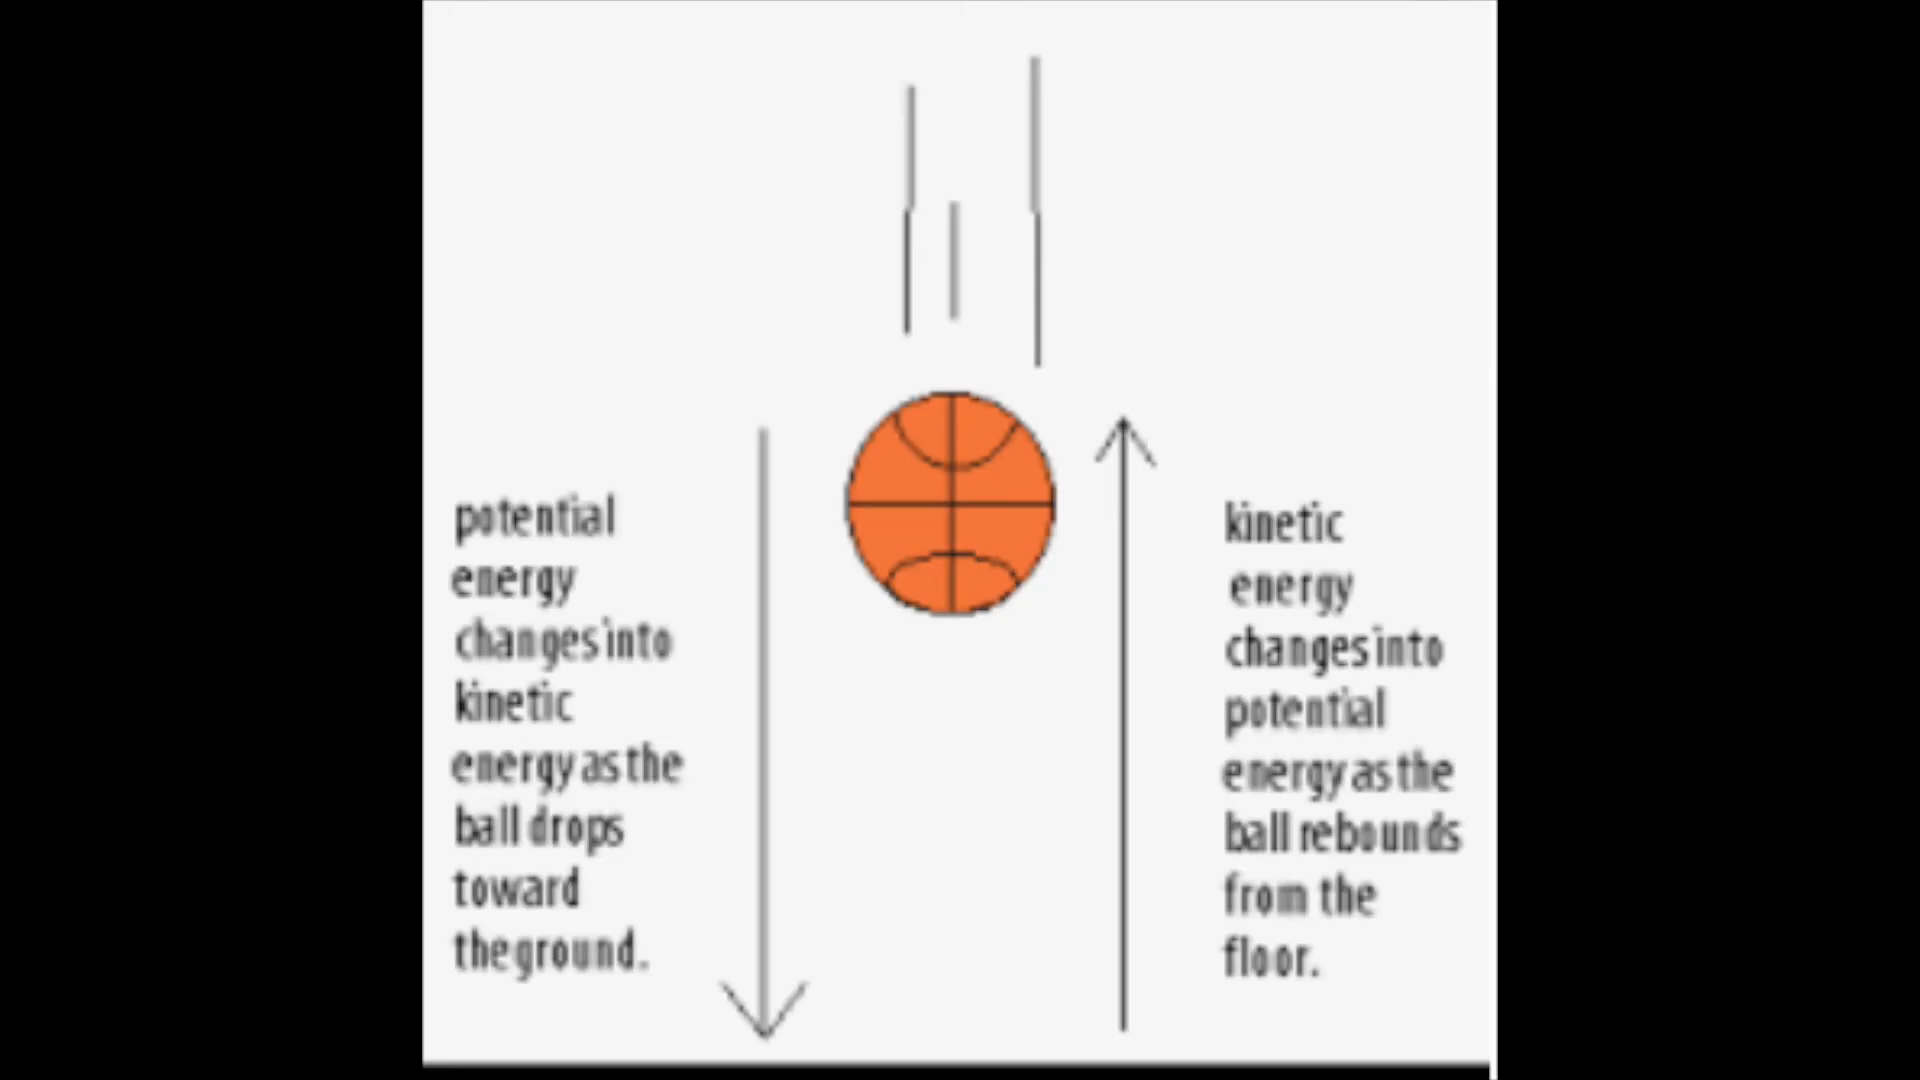 potential
energy
changes into
kinetic
energy as the
ball drops
toward
the ground.
kinetic
energy
changes into
potential
energy as the
ball rebounds
from the
floor.